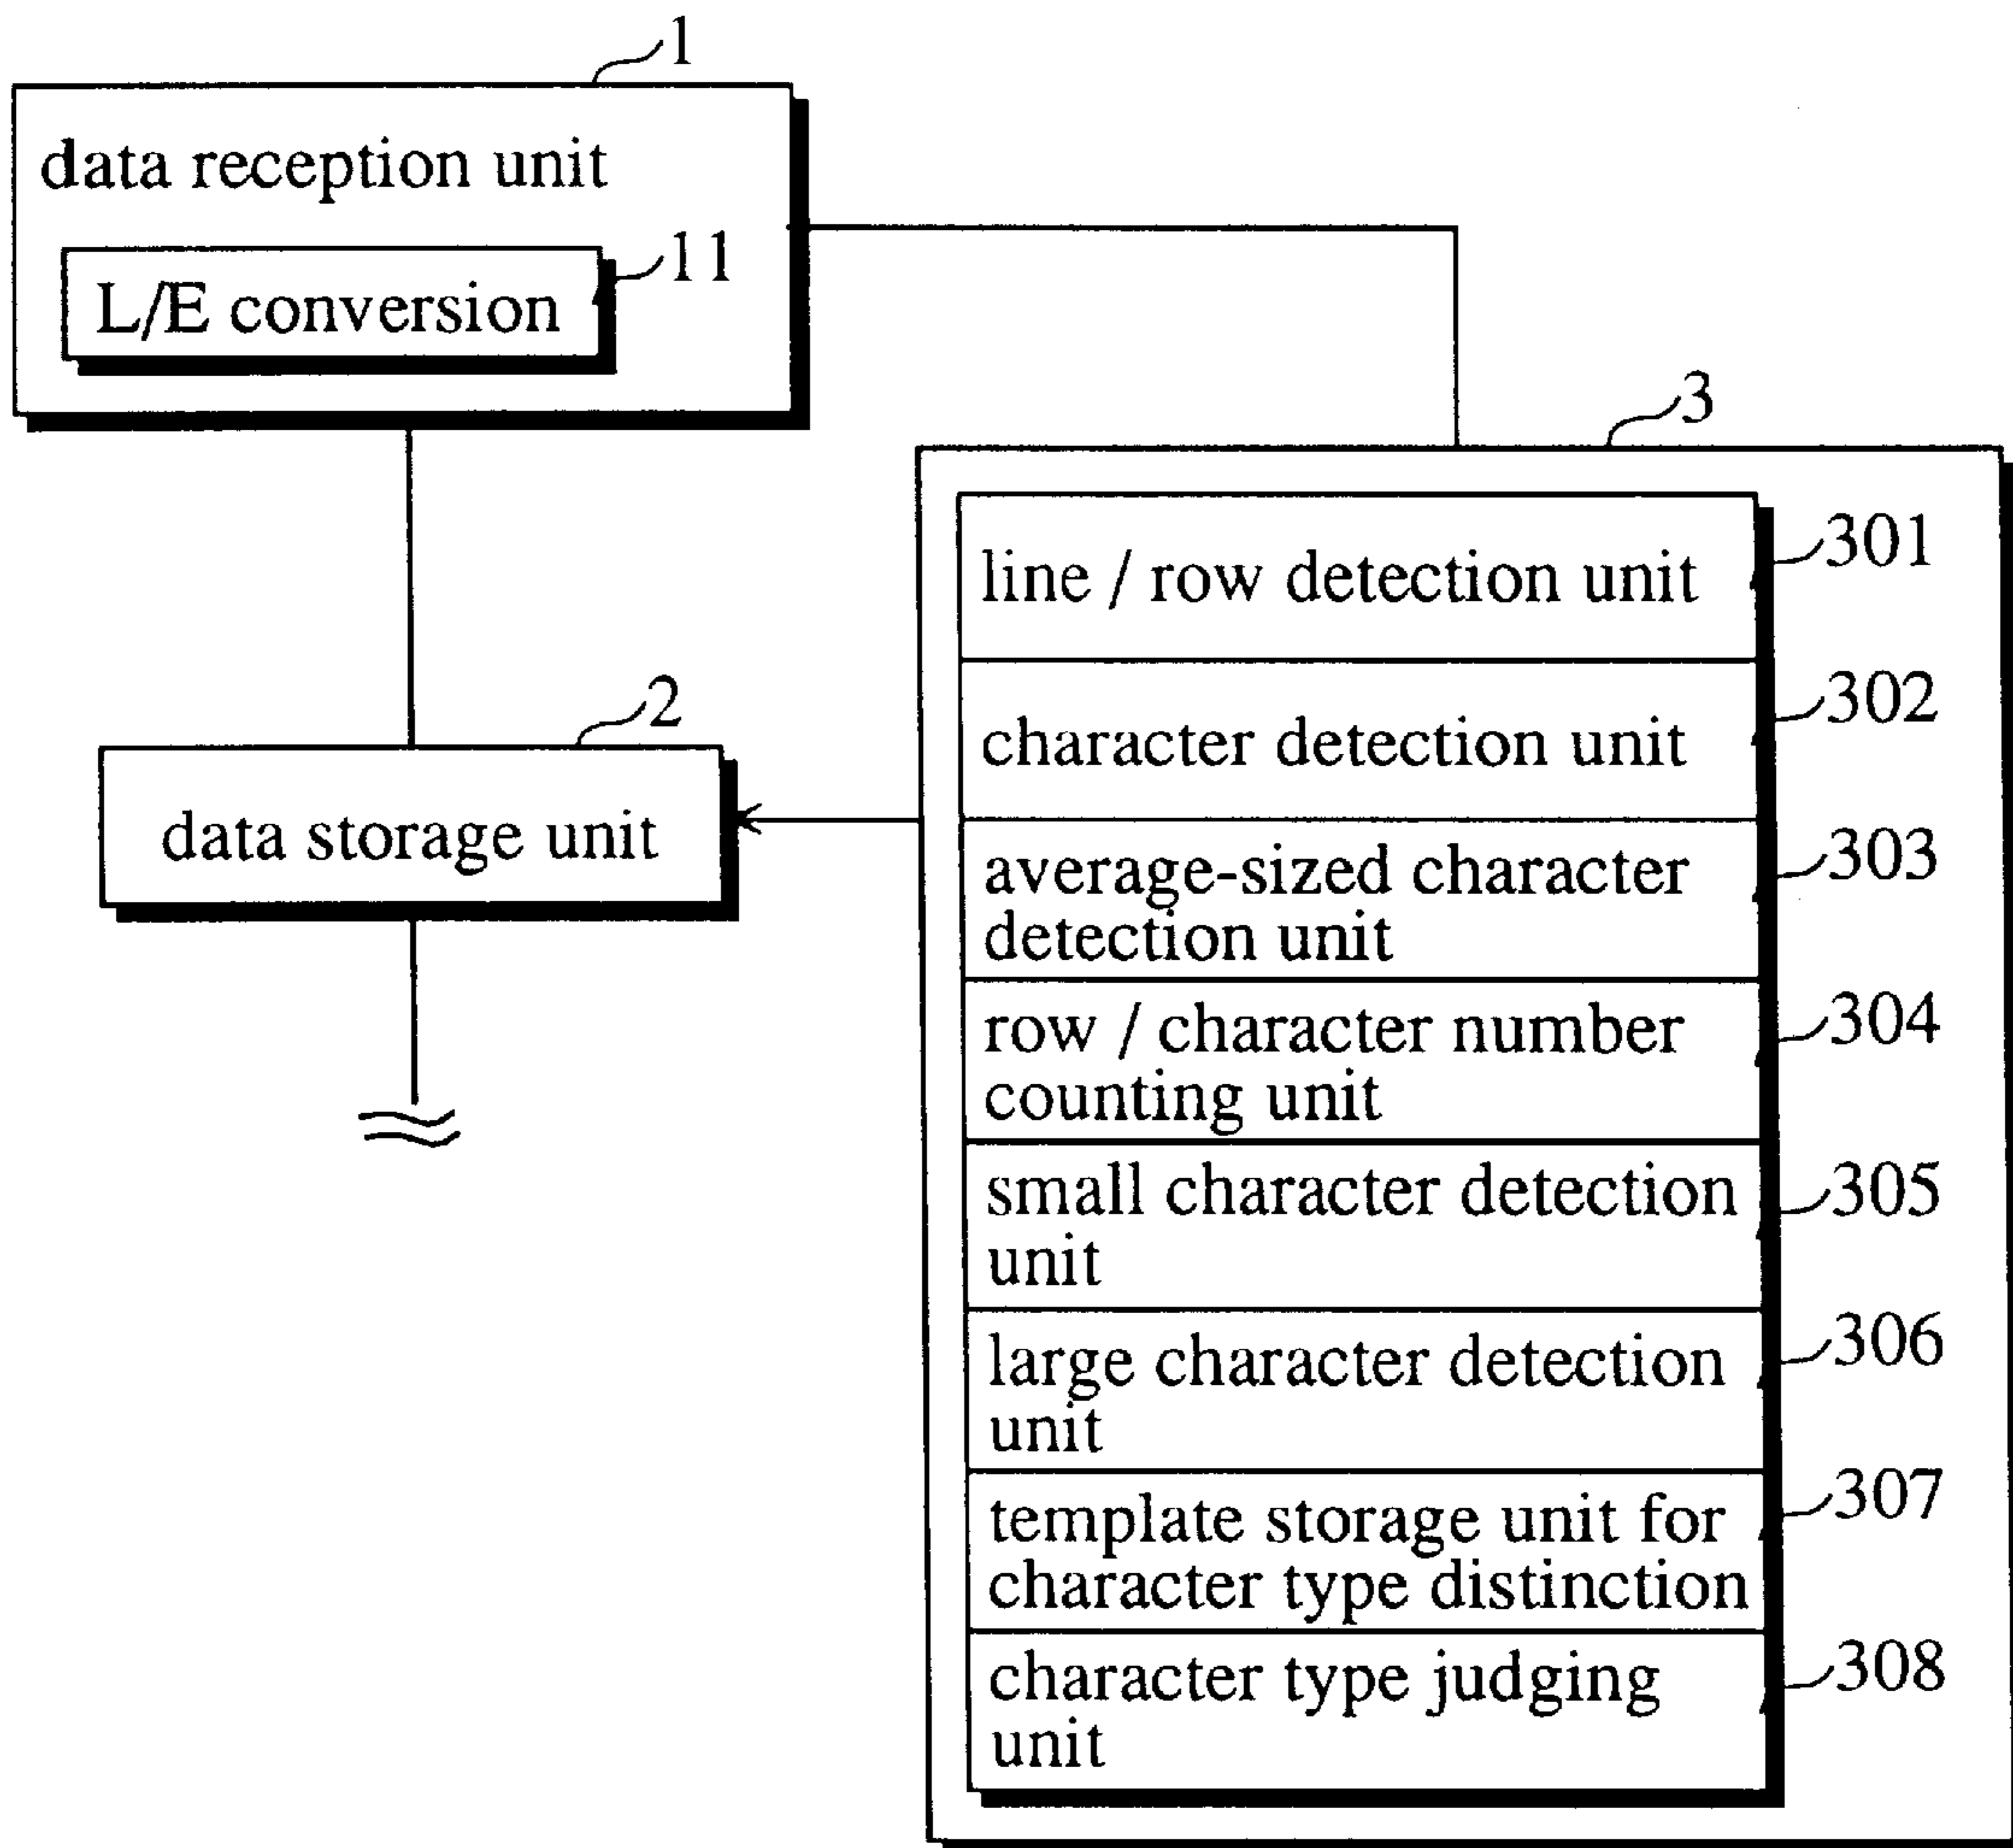 1
data reception unit
11
L/E conversion
3
301
line / row detection unit
302
character detection unit
2
data storage unit
303
average-sized character
detection unit
304
row / character number
counting unit
305
small character detection
unit
306
large character detection
unit
307
template storage unit for
character type distinction
308
character type judging
unit